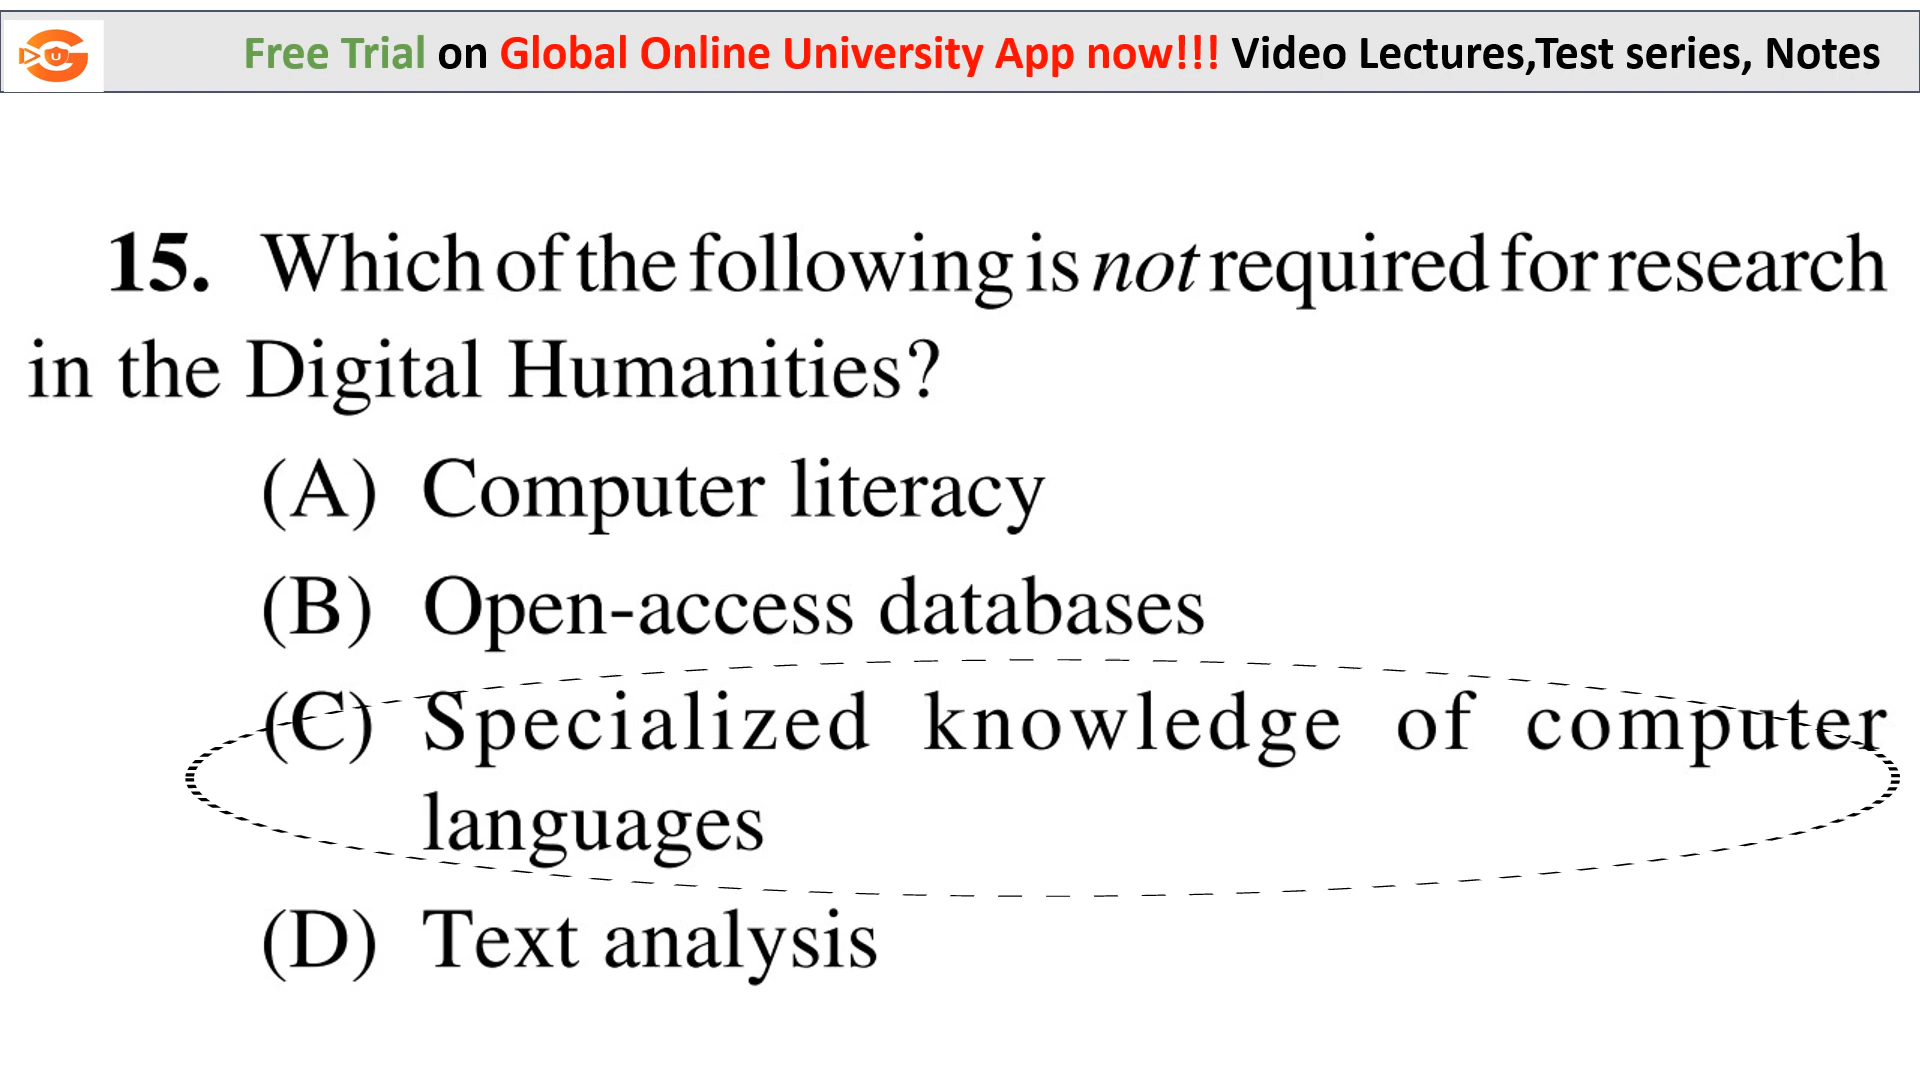 Free Trial on Global Online University App now!!! Video Lectures,Test series, Notes
15. Which of the following is not required for research
in the Digital Humanities?
(A) Computer literacy
(B) Open-access databases
(C) Specialized knowledge of computer
languages
(D) Text analysis